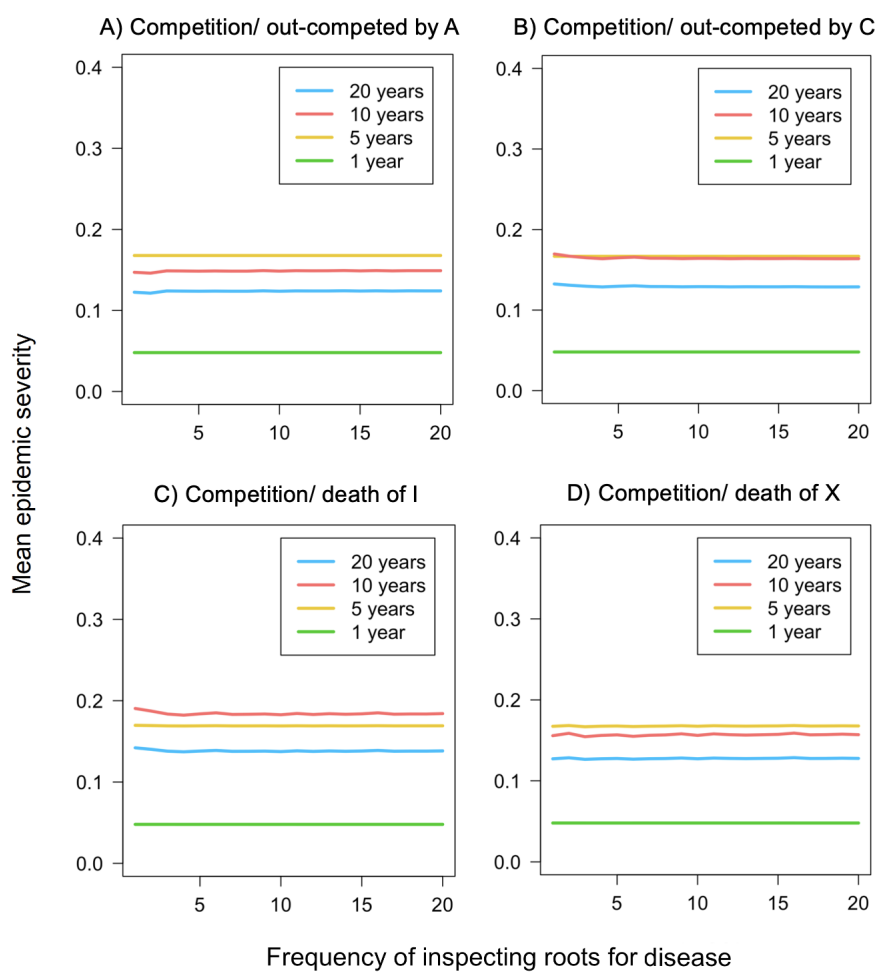 A) Competition/ out-competed by A
0.4
0.3
0.2
0.1
0.0
20 years
10 years
5 years
1 year
5 10 15 20
B) Competition/ out-competed by C
0.4
0.3
0.2
0.1
0.0
20 years
10 years
5 years
1 year
5 10 15 20
Mean epidemic severity
C) Competition/ death of I
0.4
0.3
0.2
0.1
0.0
20 years
10 years
5 years
1 year
5 10 15 20
D) Competition/ death of X
0.4
0.3
0.2
0.1
0.0
20 years
10 years
5 years
1 year
5 10 15 20
Frequency of inspecting roots for disease